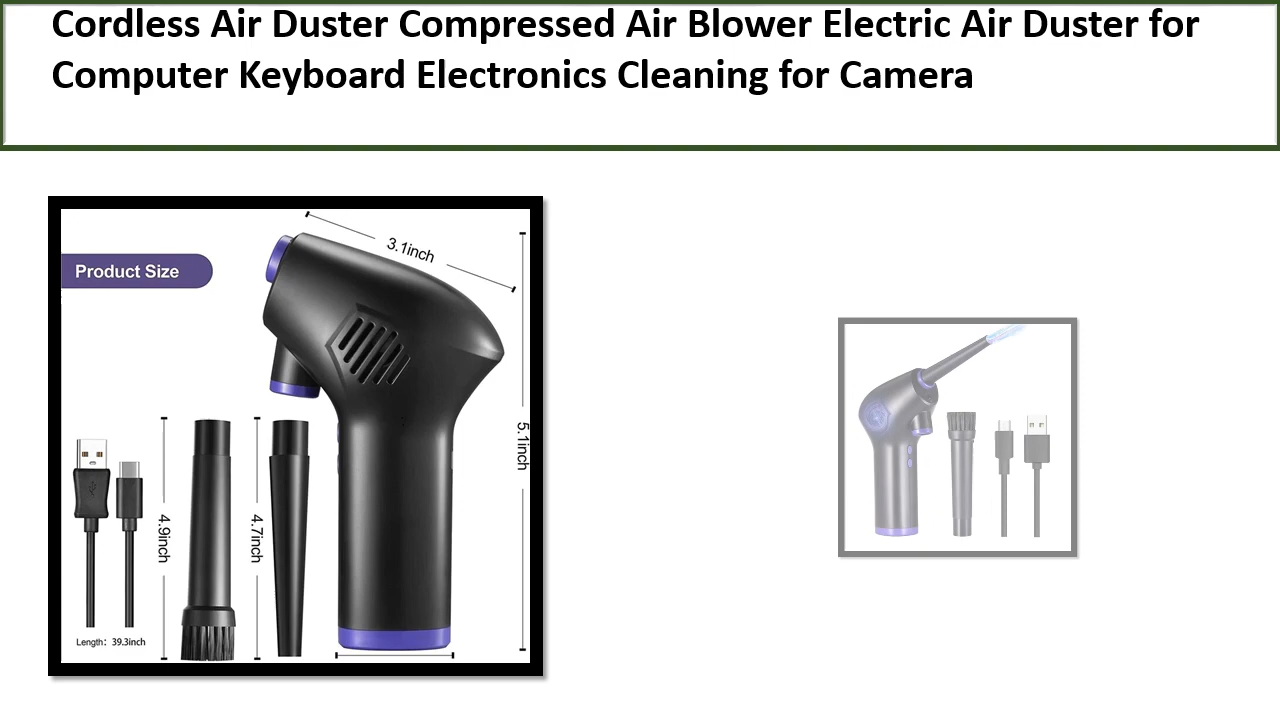 Cordless Air Duster Compressed Air Blower Electric Air Duster for
Computer Keyboard Electronics Cleaning for Camera
Product Size
3.1inch
5.1inch
4.9inch
4.7inch
Length: 39.3inch